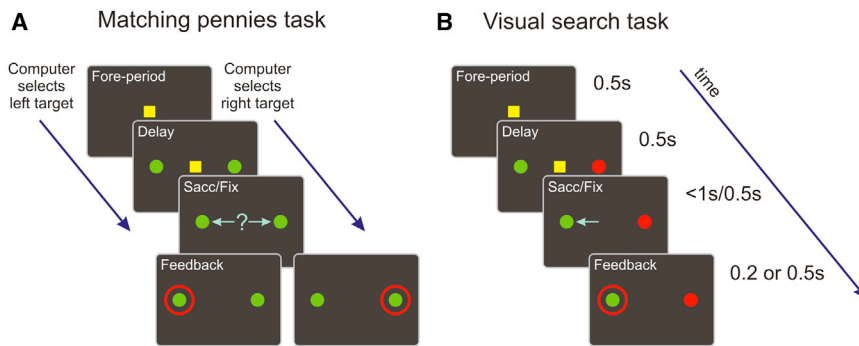 A Matching pennies task
Computer
selects
left target
Computer
selects
right target
Fore-period
Delay
Sacc/Fix
?
Feedback
B Visual search task
Fore-period
0.5s
time
Delay
0.5s
Sacc/Fix
<1s/0.5s
Feedback
0.2 or 0.5s